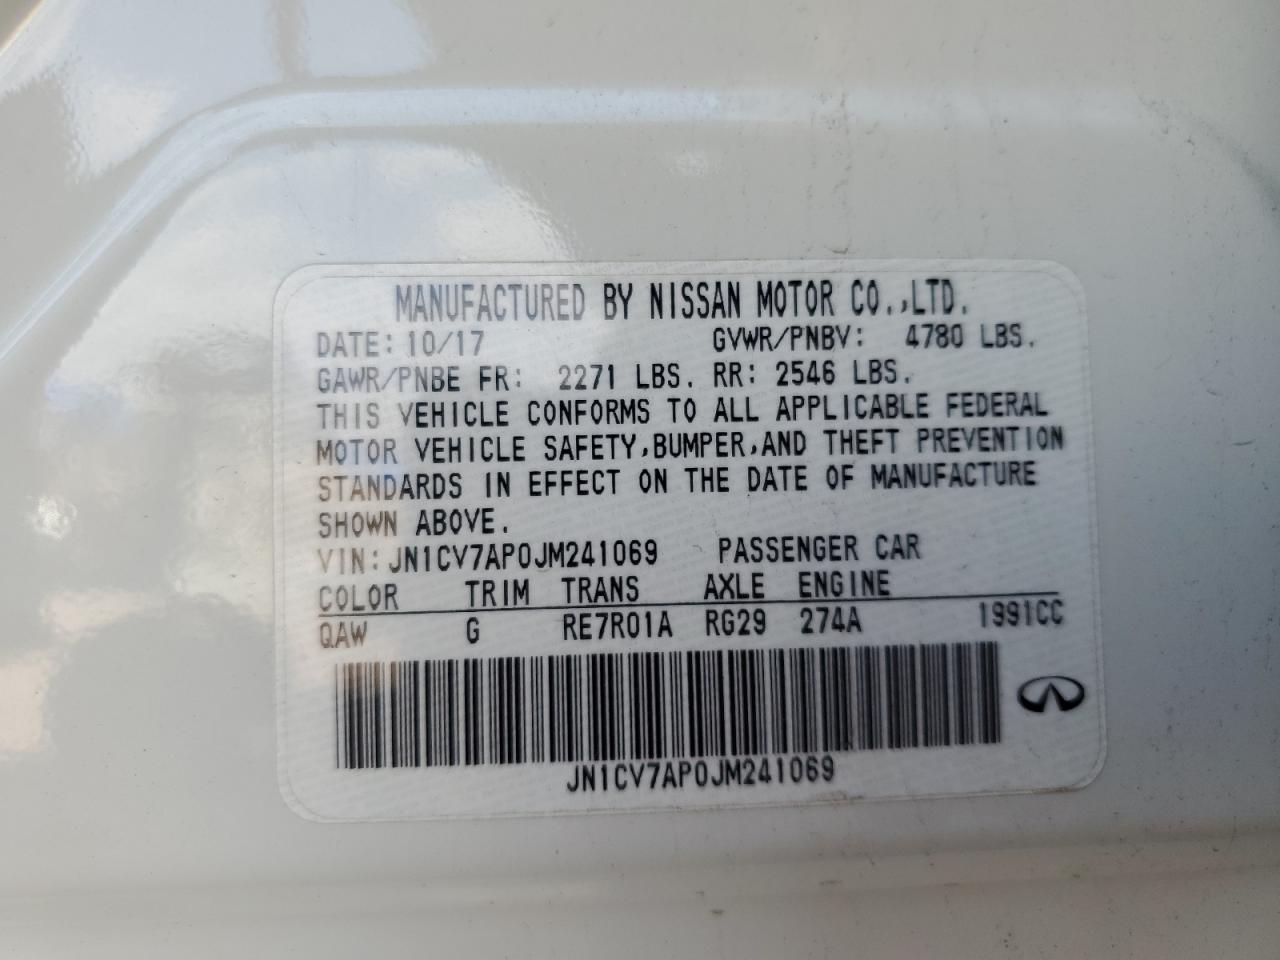 MANUFACTURED BY NISSAN MOTOR CO.,LTD.
DATE: 10/17 GVWR/PNBV: 4780 LBS.
GAWR/PNBE FR: 2271 LBS. RR: 2546 LBS.
THIS VEHICLE CONFORMS TO ALL APPLICABLE FEDERAL
MOTOR VEHICLE SAFETY,BUMPER,AND THEFT PREVENTION
STANDARDS IN EFFECT ON THE DATE OF MANUFACTURE
SHOWN ABOVE.
VIN: JN1CV7AP0JM241069 PASSENGER CAR
COLOR TRIM TRANS AXLE ENGINE
QAW G RE7R01A RG29 274A 1991CC
JN1CV7AP0JM241069